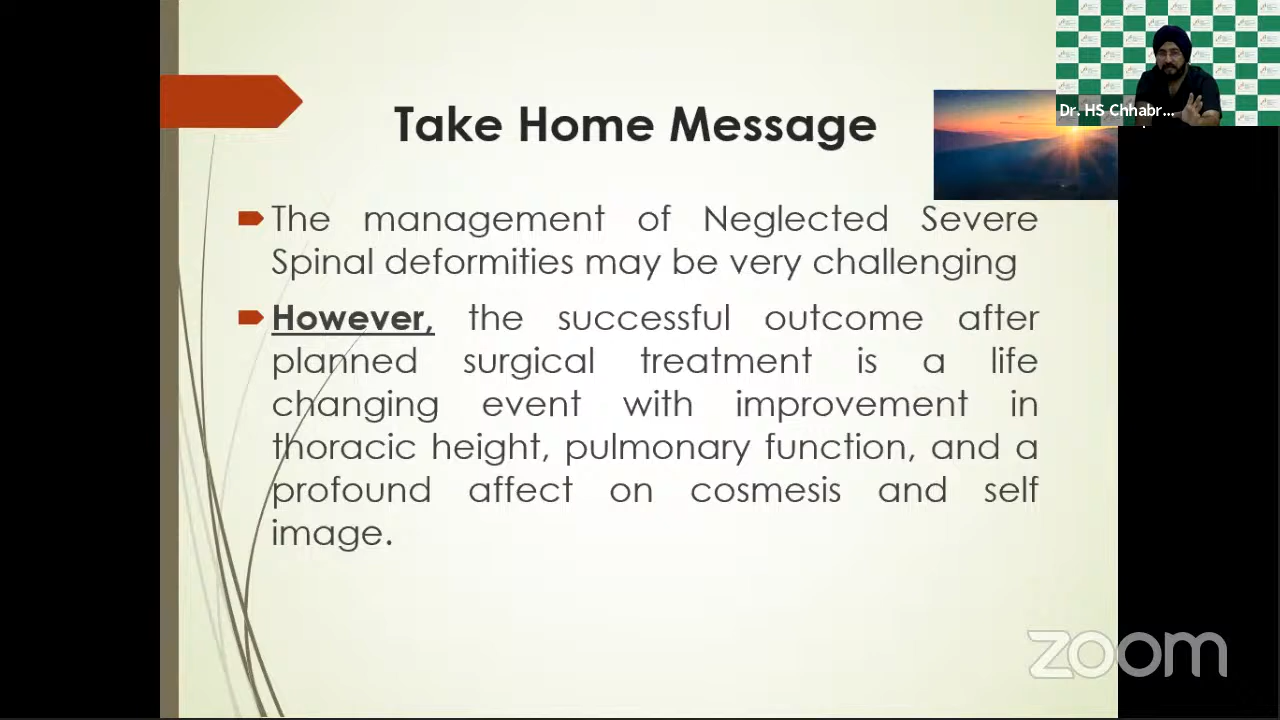 Take Home Message
Dr. HS Chhabr...
The management of Neglected Severe
Spinal deformities may be very challenging
However, the successful outcome after
planned surgical treatment is a life
changing event with improvement in
thoracic height, pulmonary function, and a
profound affect on cosmesis and self
image.
zoom